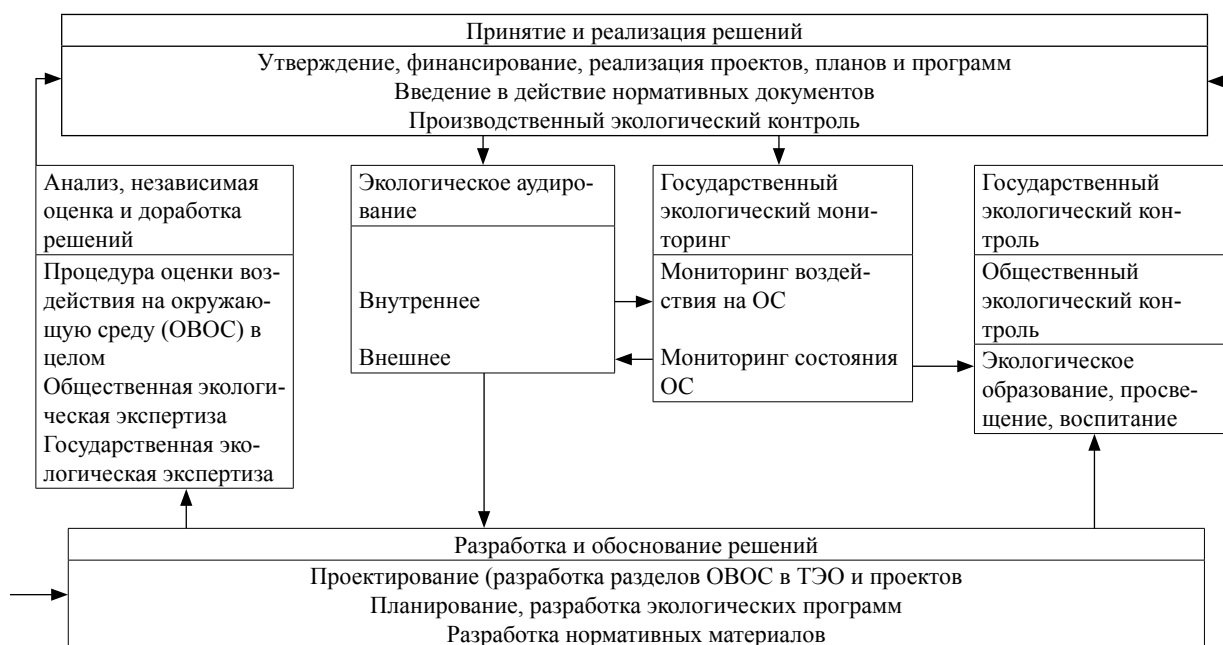 Принятие и реализация решений
Утверждение, финансирование, реализация проектов, планов и программ
Введение в действие нормативных документов
Производственный экологический контроль
Анализ, независимая
оценка и доработка
решений
Процедура оценки воз-
действия на окружаю-
щую среду (ОВОС) в
целом
Общественная экологи-
ческая экспертиза
Государственная эко-
логическая экспертиза
Экологическое аудиро-
вание
Внутреннее
Внешнее
Государственный
экологический мони-
торинг
Мониторинг воздей-
ствия на ОС
Мониторинг состояния
ОС
Государственный
экологический кон-
троль
Общественный
экологический кон-
троль
Экологическое
образование, просве-
щение, воспитание
Разработка и обоснование решений
Проектирование (разработка разделов ОВОС в ТЭО и проектов
Планирование, разработка экологических программ
Разработка нормативных материалов